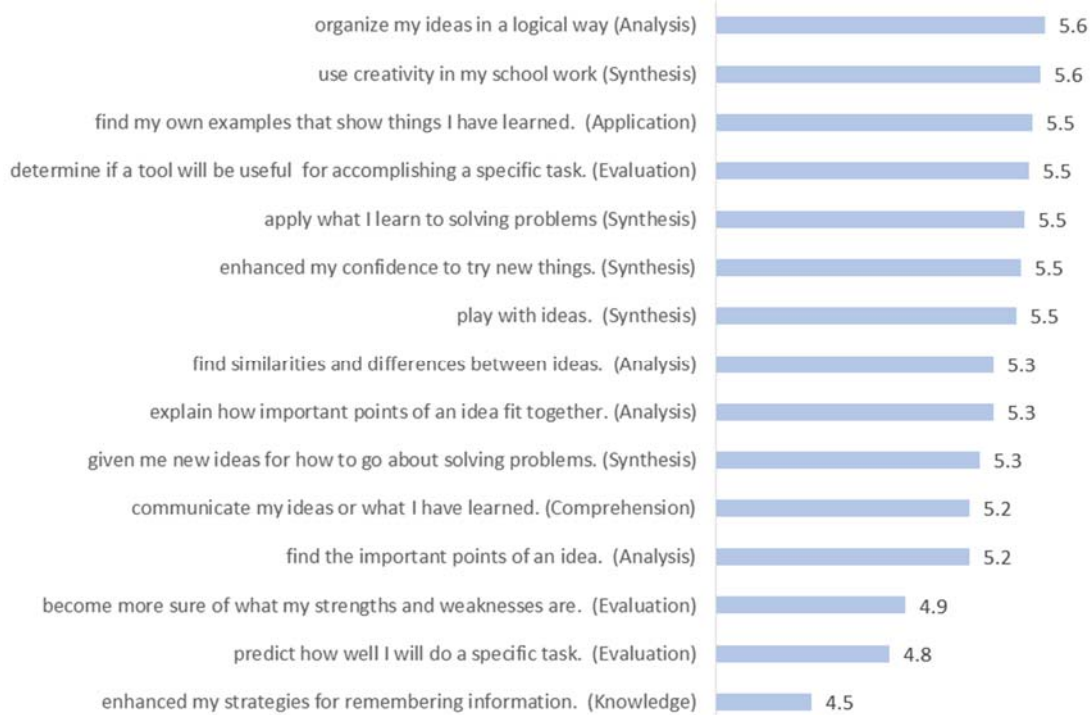 organize my ideas in a logical way (Analysis) 5.6
use creativity in my school work (Synthesis) 5.6
find my own examples that show things I have learned.  (Application) 5.5
determine if a tool will be useful  for accomplishing a specific task. (Evaluation) 5.5
apply what I learn to solving problems (Synthesis) 5.5
enhanced my confidence to try new things. (Synthesis) 5.5
play with ideas.  (Synthesis) 5.5
find similarities and differences between ideas.  (Analysis) 5.3
explain how important points of an idea fit together. (Analysis) 5.3
given me new ideas for how to go about solving problems. (Synthesis) 5.3
communicate my ideas or what I have learned. (Comprehension) 5.2
find the important points of an idea.  (Analysis) 5.2
become more sure of what my strengths and weaknesses are.  (Evaluation) 4.9
predict how well I will do a specific task.  (Evaluation) 4.8
enhanced my strategies for remembering information. (Knowledge) 4.5